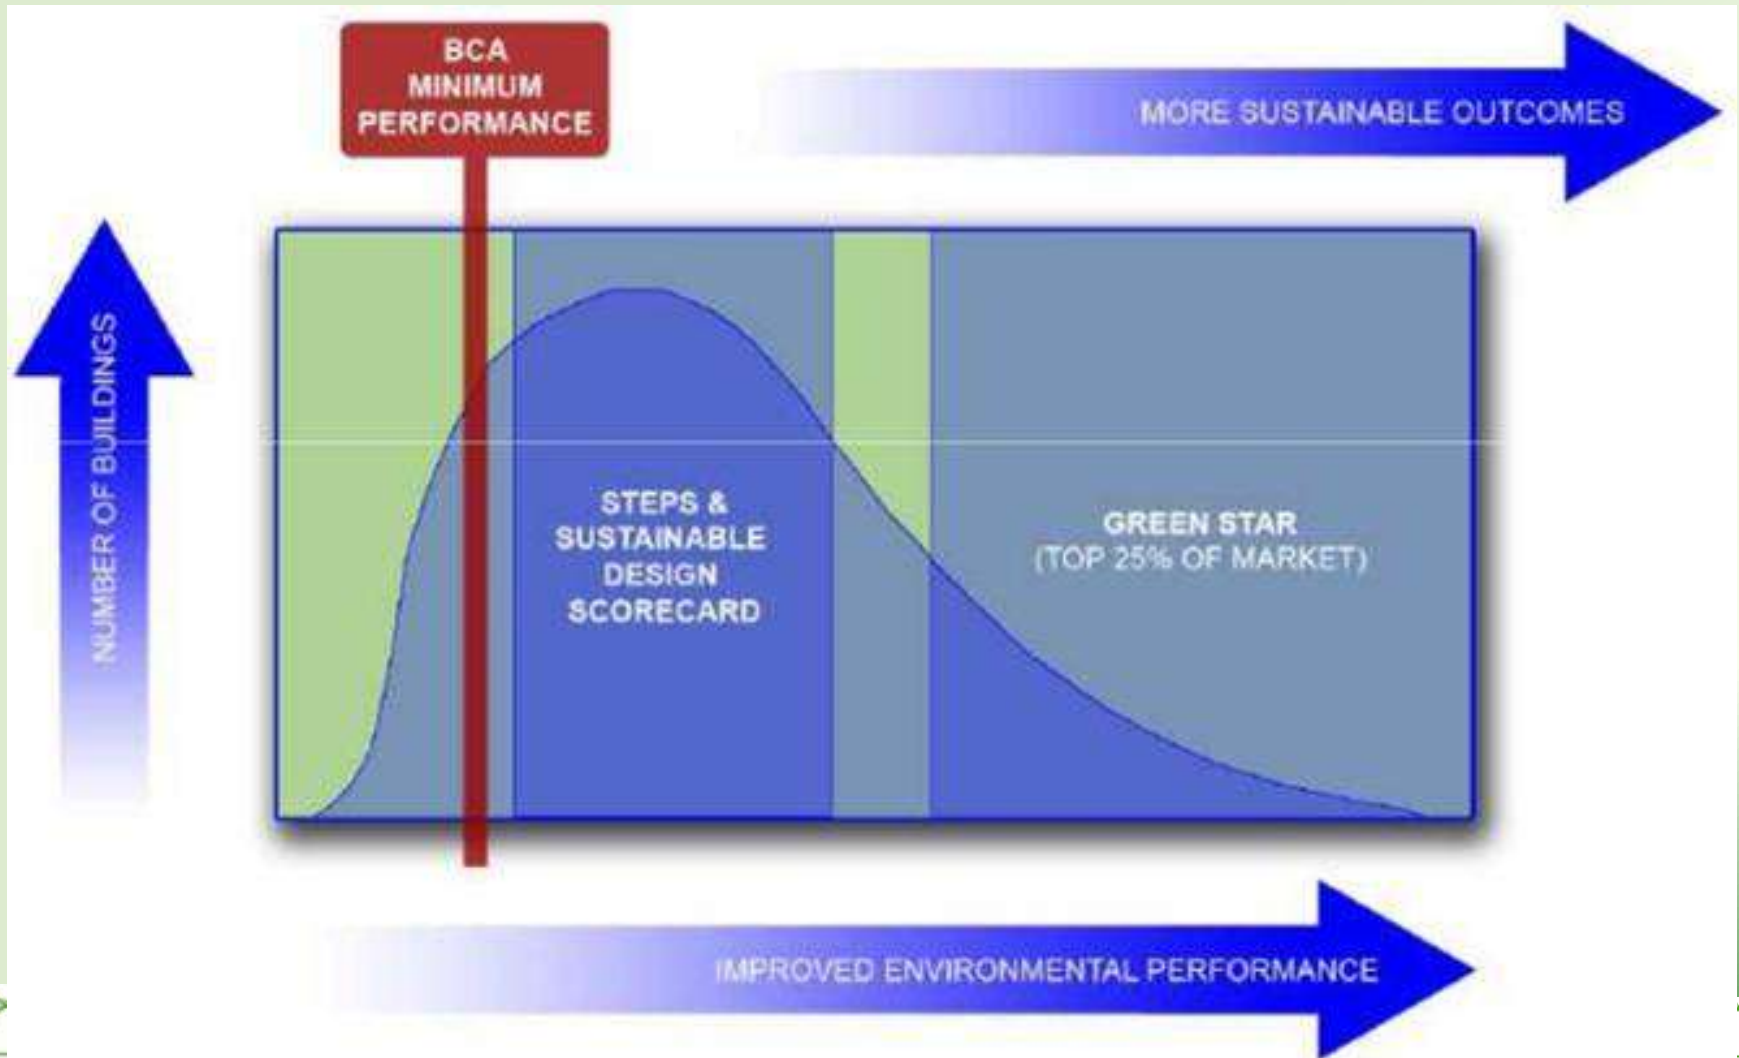 BCA
MINIMUM
PERFORMANCE
MORE SUSTAINABLE OUTCOMES
NUMBER OF BUILDINGS
STEPS &
SUSTAINABLE
DESIGN
SCORECARD
GREEN STAR
(TOP 25% OF MARKET)
IMPROVED ENVIRONMENTAL PERFORMANCE